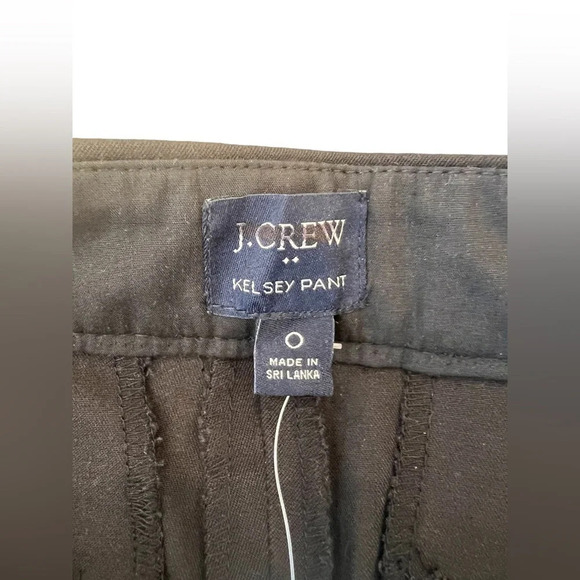 J.CREW
KELSEY PANT
0
MADE IN
SRI LANKA